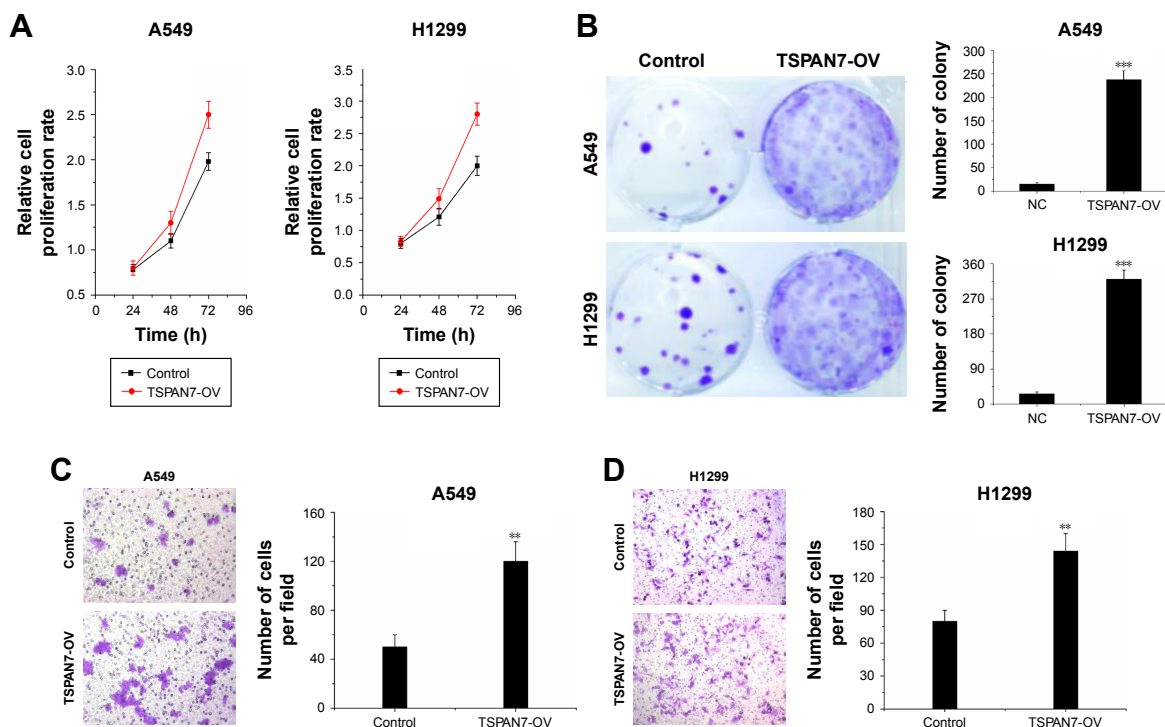 A
A549
Relative cell
proliferation rate
3.0
2.5
2.0
1.5
1.0
0.5
0
24
48
72
96
Time (h)
Control
TSPAN7-OV
H1299
Relative cell
proliferation rate
3.5
3.0
2.5
2.0
1.5
1.0
0.5
0.0
0
24
48
72
96
Time (h)
Control
TSPAN7-OV
B
Control
TSPAN7-OV
A549
H1299
A549
Number of colony
300
250
200
150
100
50
0
***
NC
TSPAN7-OV
H1299
Number of colony
360
270
180
90
0
***
NC
TSPAN7-OV
C
A549
Control
TSPAN7-OV
A549
Number of cells
per field
160
120
80
40
0
**
Control
TSPAN7-OV
D
H1299
Control
TSPAN7-OV
H1299
Number of cells
per field
180
150
120
90
60
30
0
**
Control
TSPAN7-OV